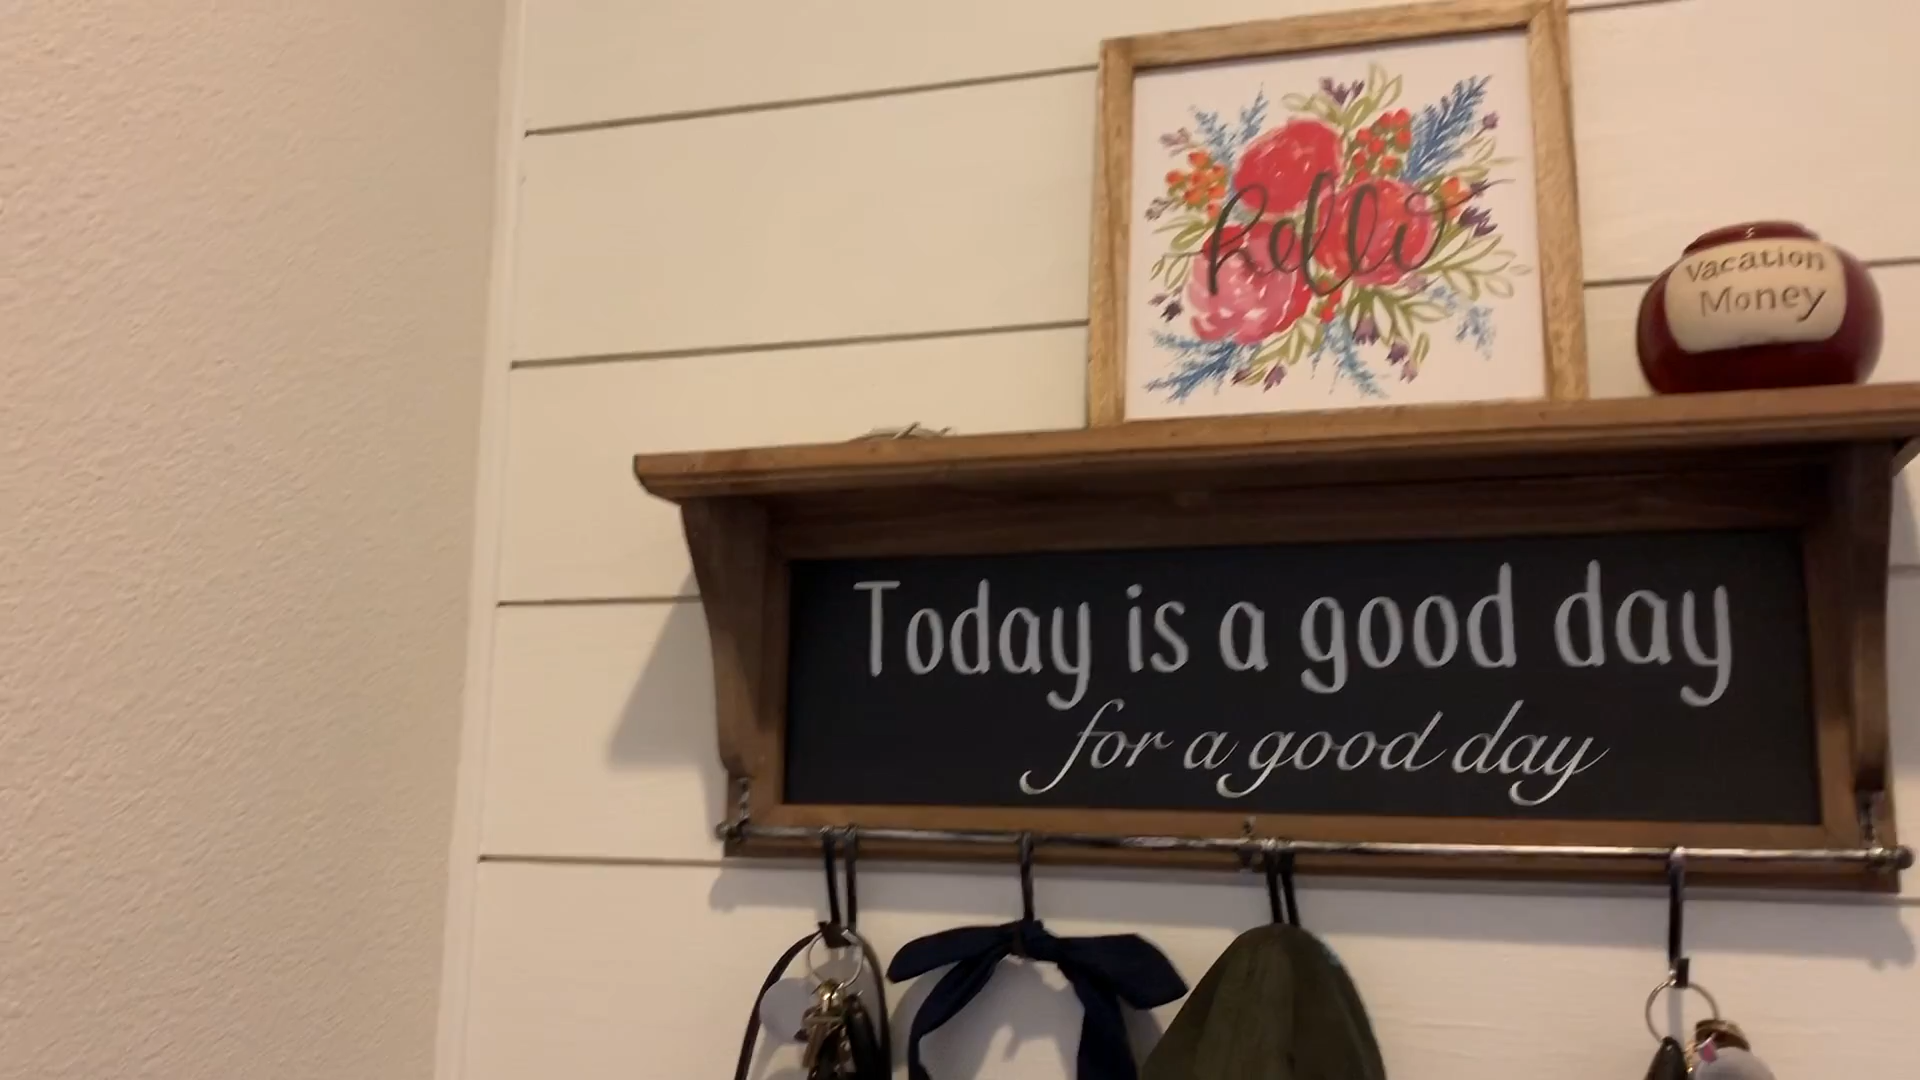 hello
Vacation
Money
Today is a good day
for a good day